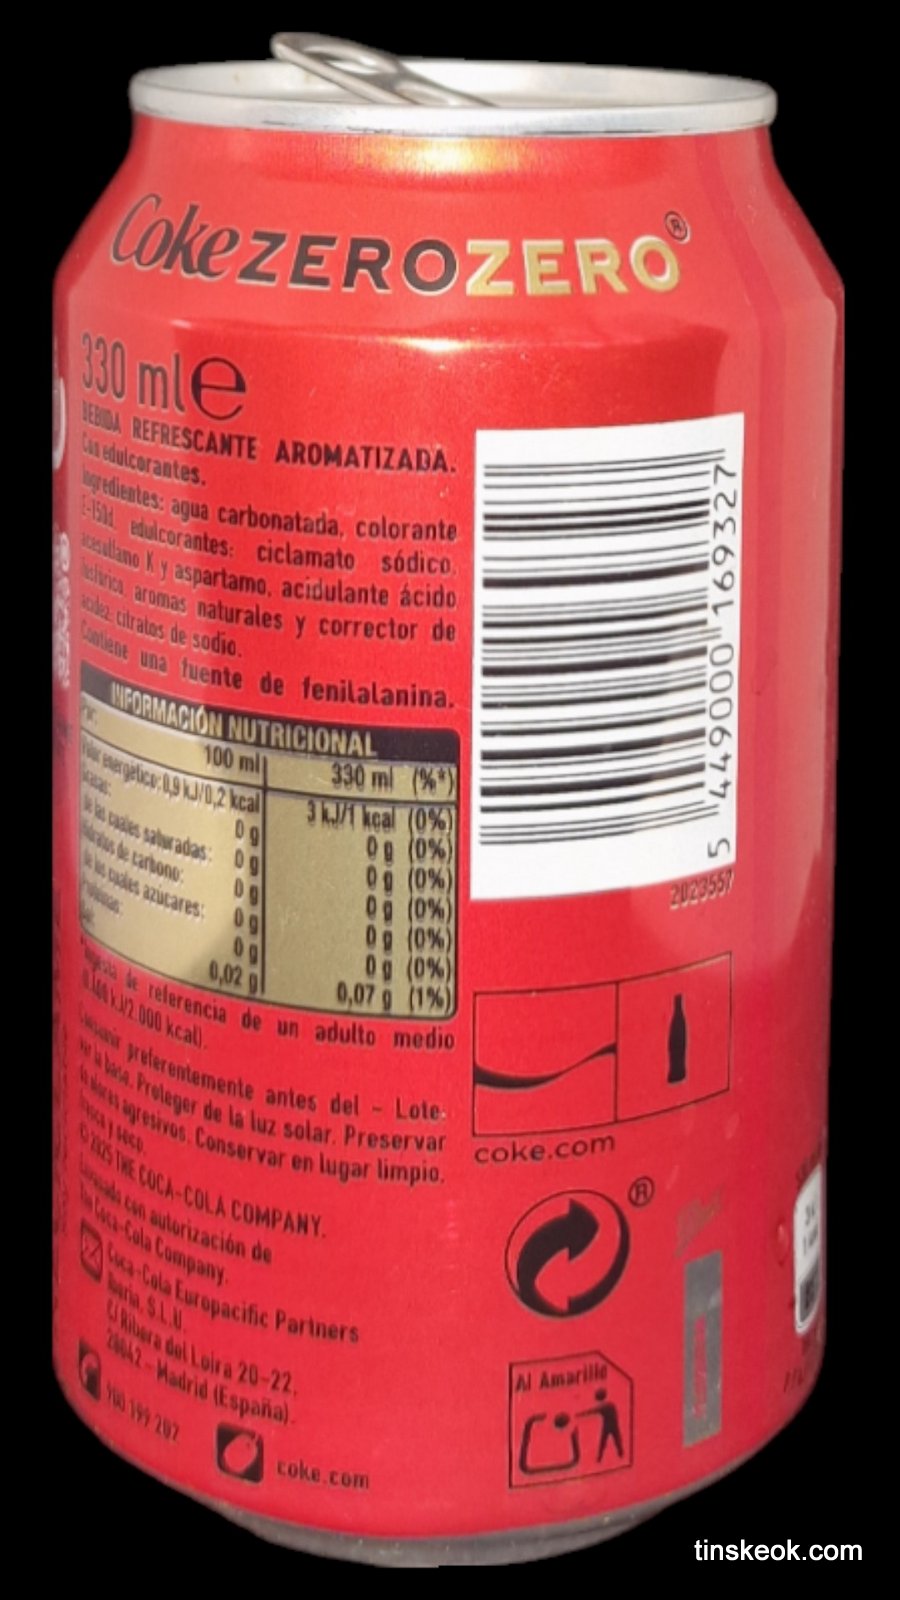 Coke ZEROZERO®
330 ml e
BEBIDA REFRESCANTE AROMATIZADA.
Con edulcorantes.
Ingredientes: agua carbonatada, colorante
E-150d, edulcorantes: ciclamato sódico,
acesulfamo K y aspartamo, acidulante ácido
fosfórico, aromas naturales y corrector de
acidez citratos de sodio.
Contiene una fuente de fenilalanina.
INFORMACIÓN NUTRICIONAL
Por: 100 ml 330 ml (%*)
Valor energético: 0,9 kJ/0,2 kcal 3 kJ/1 kcal (0%)
Grasas: 0 g 0 g (0%)
de las cuales saturadas: 0 g 0 g (0%)
Hidratos de carbono: 0 g 0 g (0%)
de los cuales azúcares: 0 g 0 g (0%)
Proteínas: 0 g 0 g (0%)
Sal: 0,02 g 0,07 g (1%)
*Ingesta de referencia de un adulto medio
(8.400 kJ/2.000 kcal).
Consumir preferentemente antes del - Lote:
ver la base. Proteger de la luz solar. Preservar
de olores agresivos. Conservar en lugar limpio,
fresco y seco.
© 2025 THE COCA-COLA COMPANY.
Envasado con autorización de
The Coca-Cola Company.
Coca-Cola Europacific Partners
Iberia, S.L.U.
C/ Ribera del Loira 20-22,
28042 - Madrid (España).
900 199 202
coke.com
5 449000 169327
2023557
coke.com
®
Al Amarillo
tinskeok.com